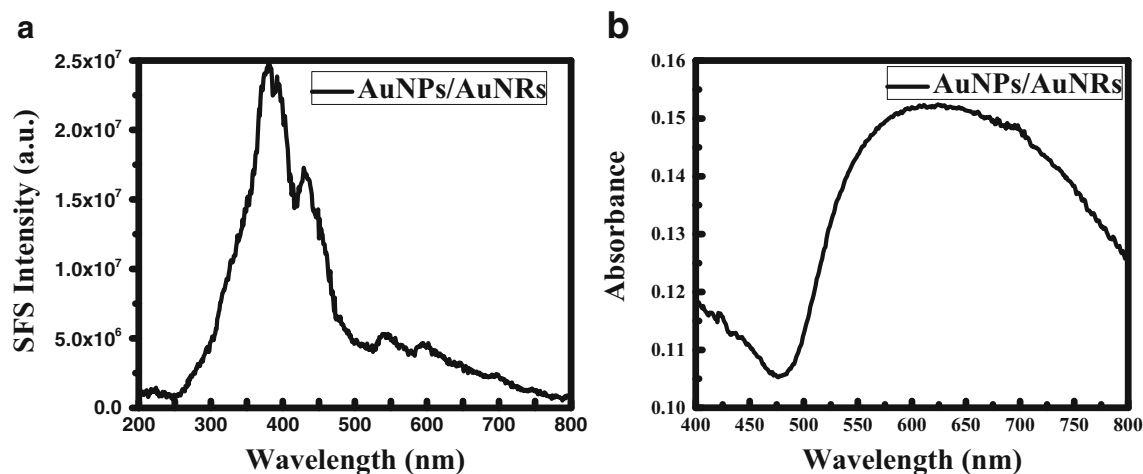 a
SFS Intensity (a.u.)
2.5x10⁷
2.0x10⁷
1.5x10⁷
1.0x10⁷
5.0x10⁶
0.0
AuNPs/AuNRs
200 300 400 500 600 700 800
Wavelength (nm)
b
Absorbance
0.16
0.15
0.14
0.13
0.12
0.11
0.10
AuNPs/AuNRs
400 450 500 550 600 650 700 750 800
Wavelength (nm)